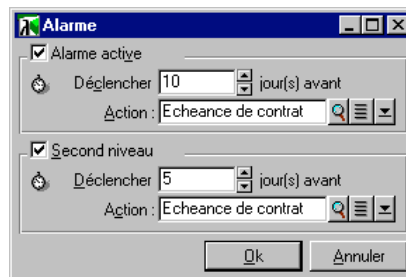 Alarme
Alarme active
Déclencher 10 jour(s) avant
Action : Echeance de contrat
Second niveau
Déclencher 5 jour(s) avant
Action : Echeance de contrat
Ok Annuler